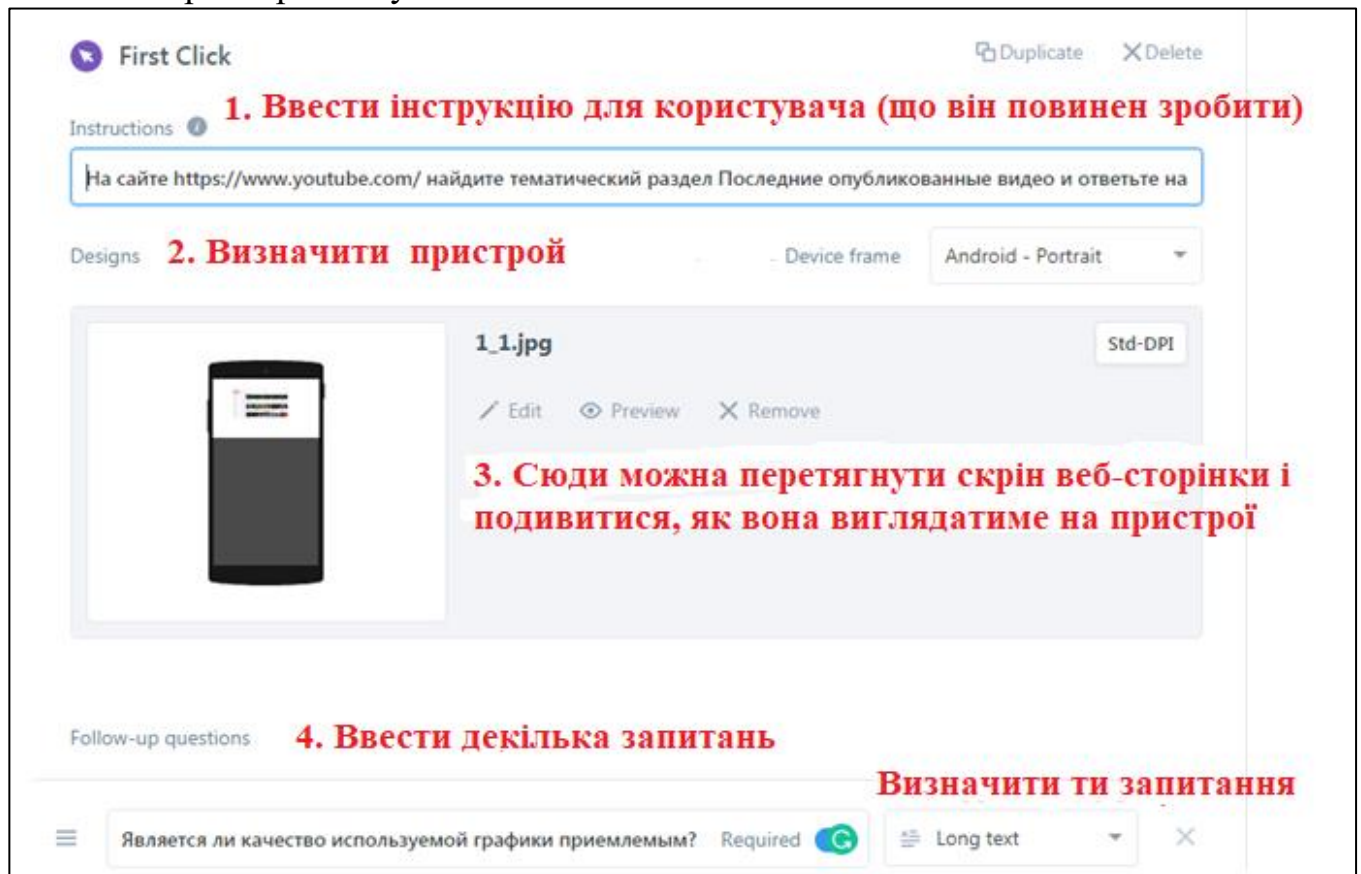 First Click
Duplicate Delete
1. Ввести інструкцію для користувача (що він повинен зробити)
Instructions
На сайте https://www.youtube.com/ найдите тематический раздел Последние опубликованные видео и ответьте на
Designs 2. Визначити пристрой Device frame Android - Portrait
1_1.jpg
Std-DPI
Edit Preview Remove
3. Сюди можна перетягнути скрін веб-сторінки і
подивитися, як вона виглядатиме на пристрої
Follow-up questions 4. Ввести декілька запитань
Визначити ти запитання
Является ли качество используемой графики приемлемым? Required Long text